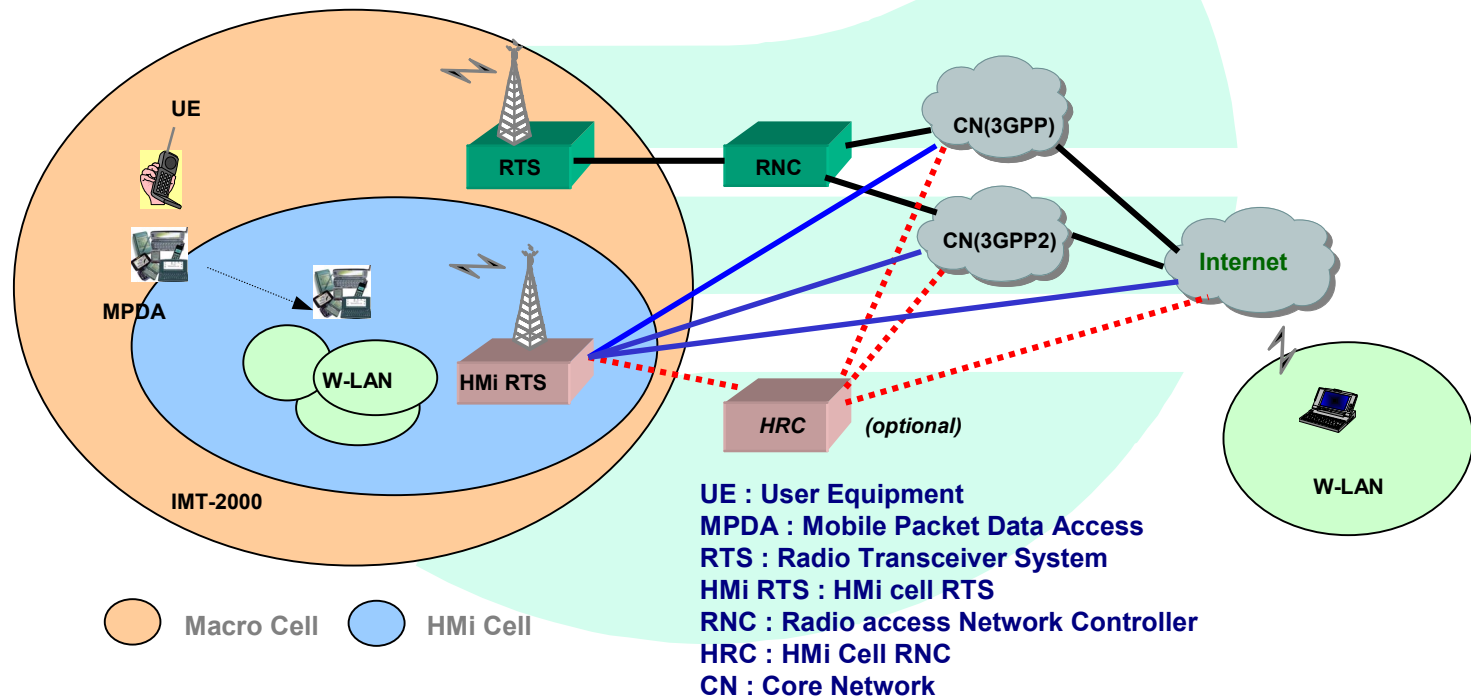 UE
CN(3GPP)
RTS
RNC
CN(3GPP2)
Internet
MPDA
W-LAN
HMi RTS
HRC
(optional)
W-LAN
IMT-2000
UE : User Equipment
MPDA : Mobile Packet Data Access
RTS : Radio Transceiver System
HMi RTS : HMi cell RTS
RNC : Radio access Network Controller
HRC : HMi Cell RNC
CN : Core Network
Macro Cell
HMi Cell